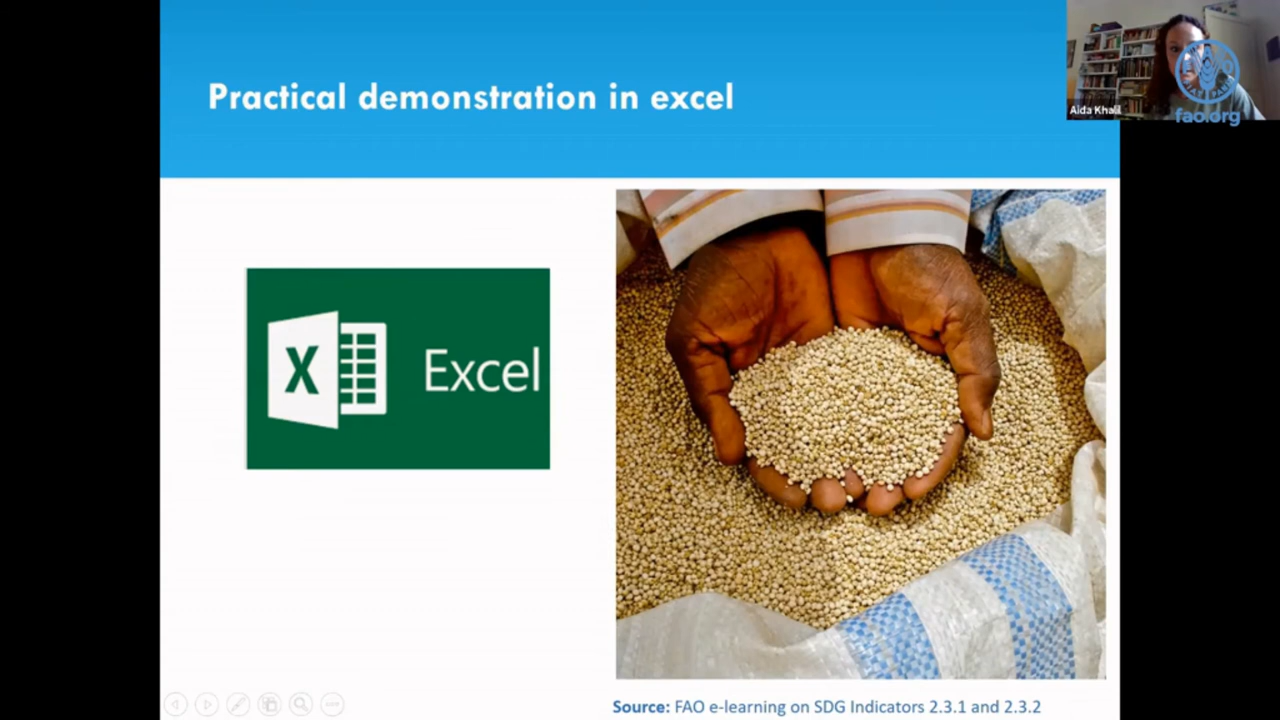 Practical demonstration in excel
Aida Khalil
fao.org
X Excel
Source: FAO e-learning on SDG Indicators 2.3.1 and 2.3.2